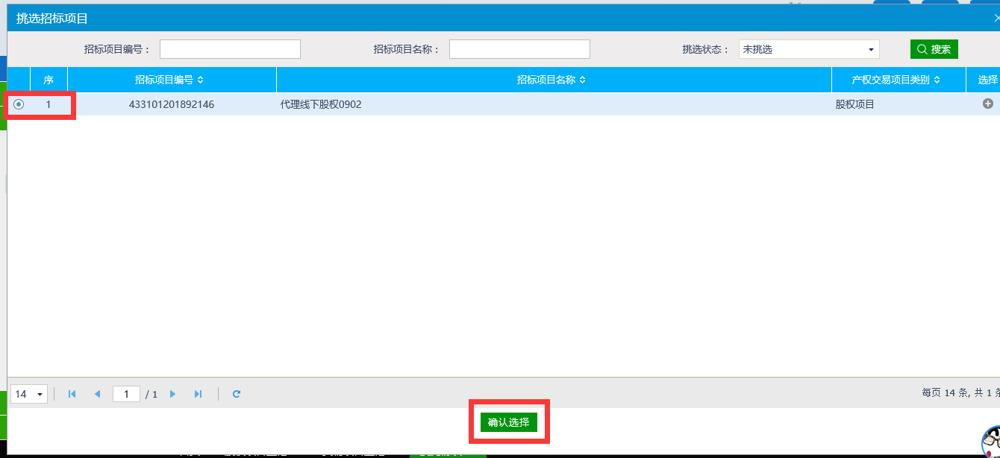 挑选招标项目
招标项目编号： 招标项目名称： 挑选状态： 未挑选 搜索
序 招标项目编号 招标项目名称 产权交易项目类别 选择
1 433101201892146 代理线下股权0902 股权项目
14 1 / 1 每页 14 条, 共 1
确认选择